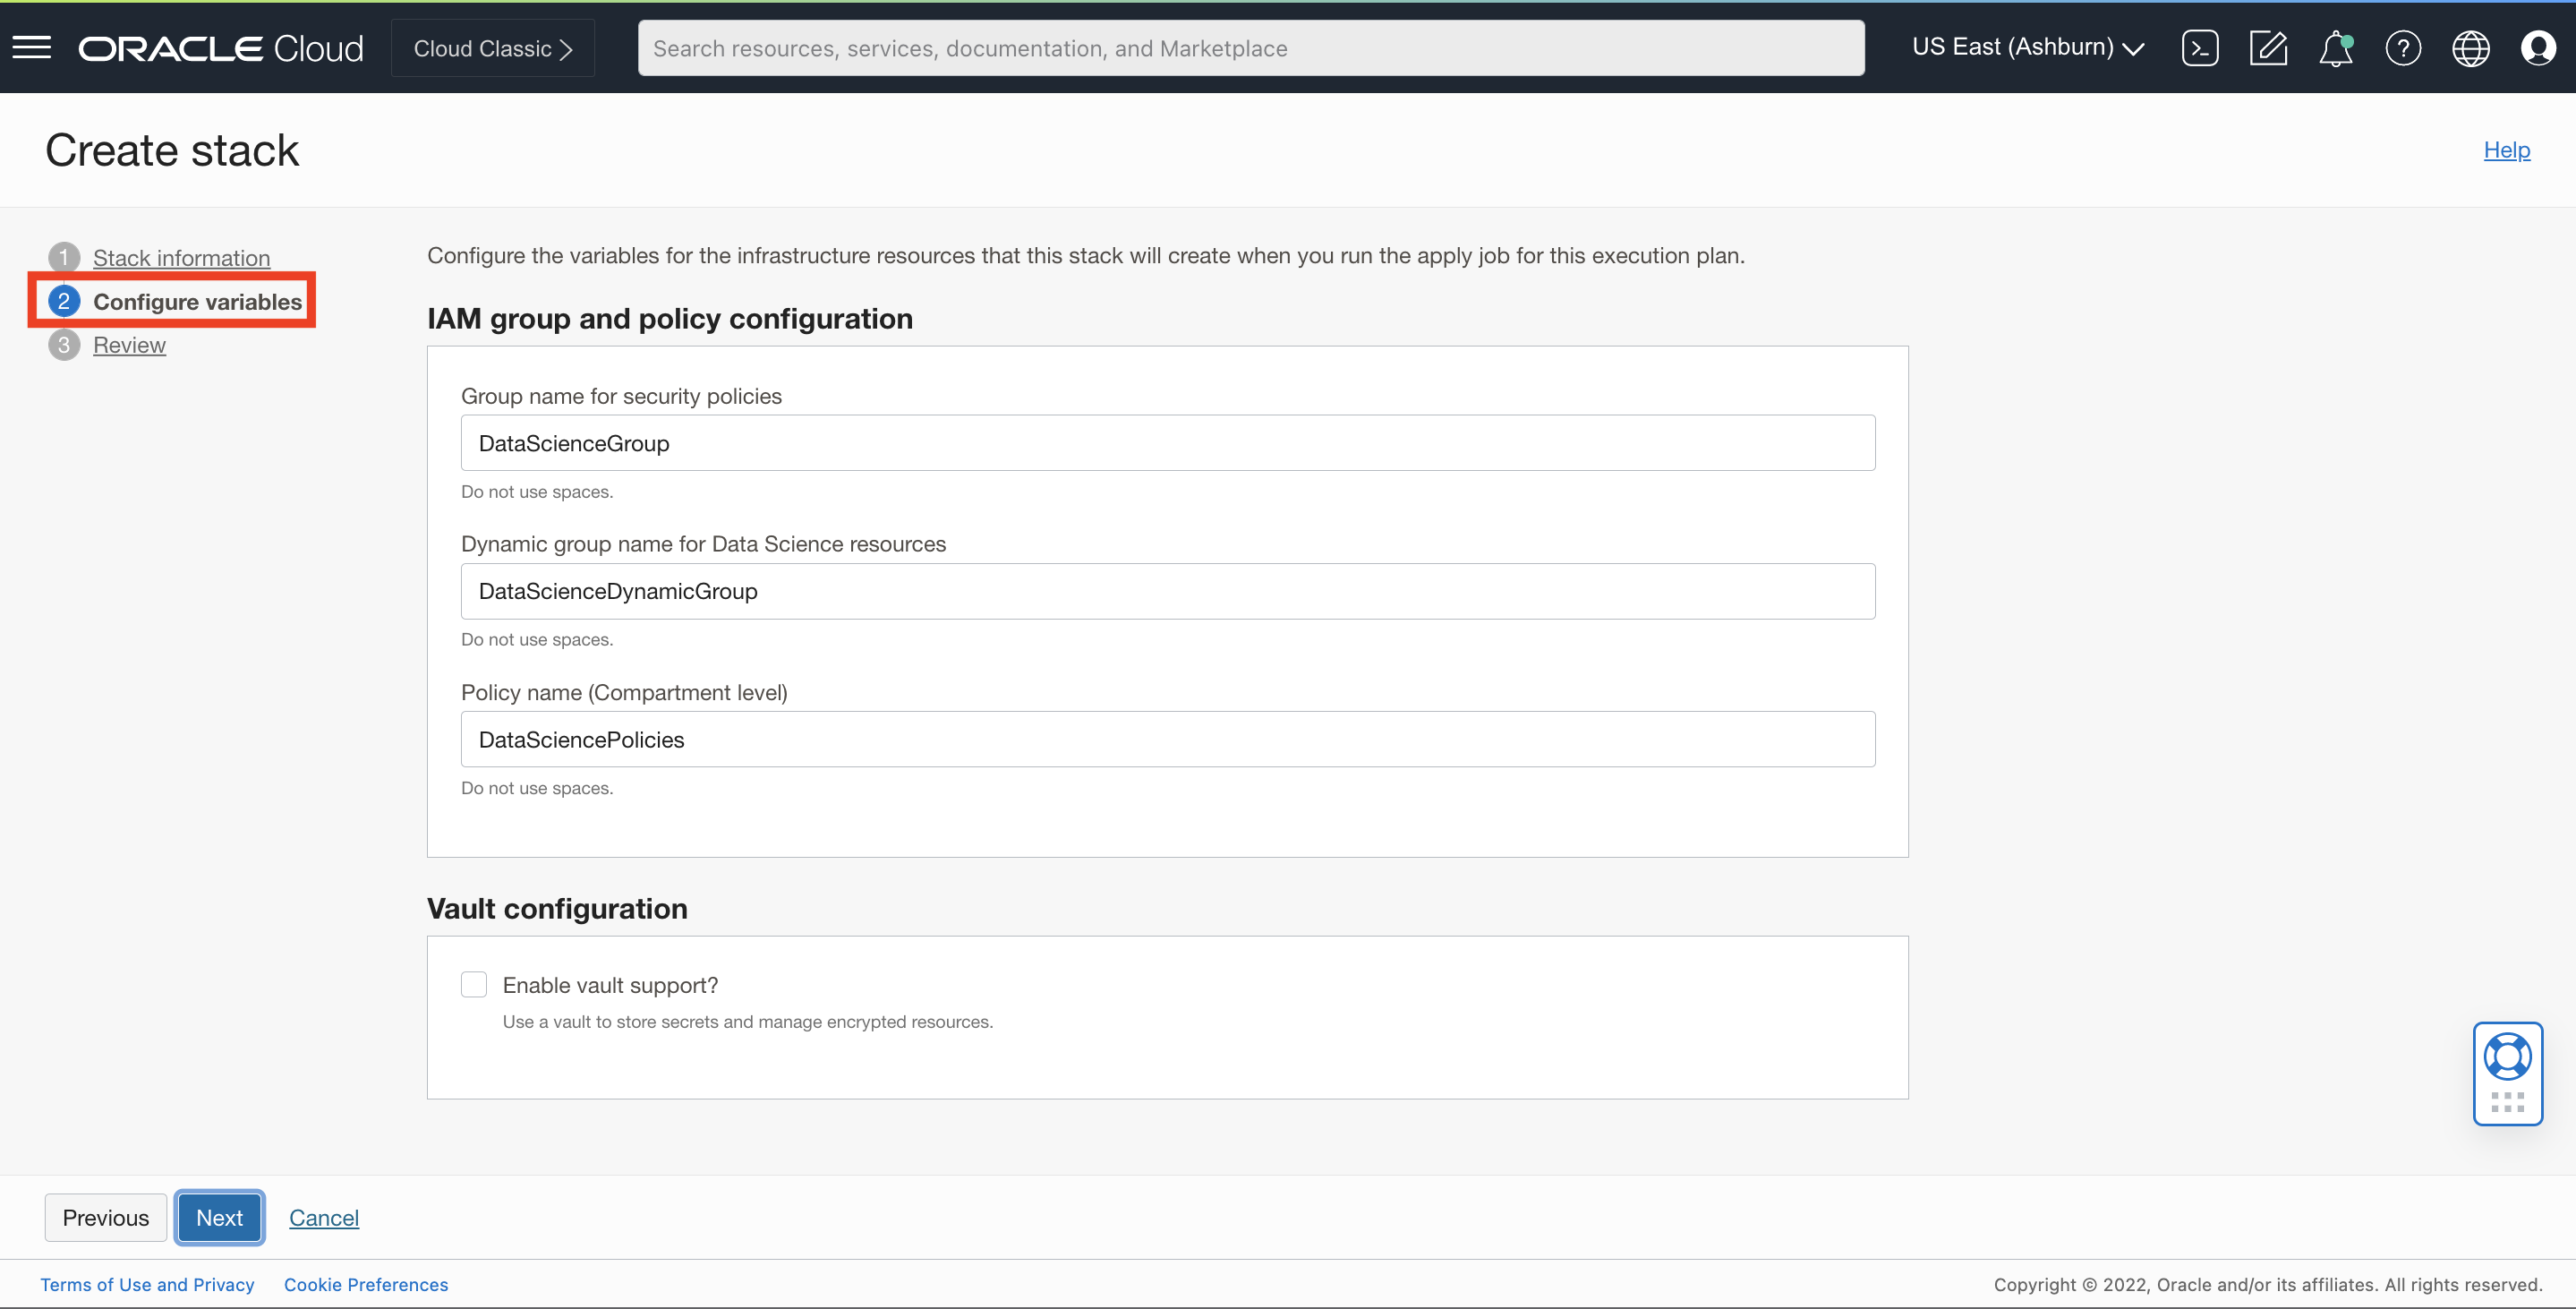 ORACLE Cloud
Cloud Classic
Search resources, services, documentation, and Marketplace
US East (Ashburn)
Create stack
Help
1 Stack information
2 Configure variables
3 Review
Configure the variables for the infrastructure resources that this stack will create when you run the apply job for this execution plan.
IAM group and policy configuration
Group name for security policies
DataScienceGroup
Do not use spaces.
Dynamic group name for Data Science resources
DataScienceDynamicGroup
Do not use spaces.
Policy name (Compartment level)
DataSciencePolicies
Do not use spaces.
Vault configuration
Enable vault support?
Use a vault to store secrets and manage encrypted resources.
Previous
Next
Cancel
Terms of Use and Privacy
Cookie Preferences
Copyright © 2022, Oracle and/or its affiliates. All rights reserved.